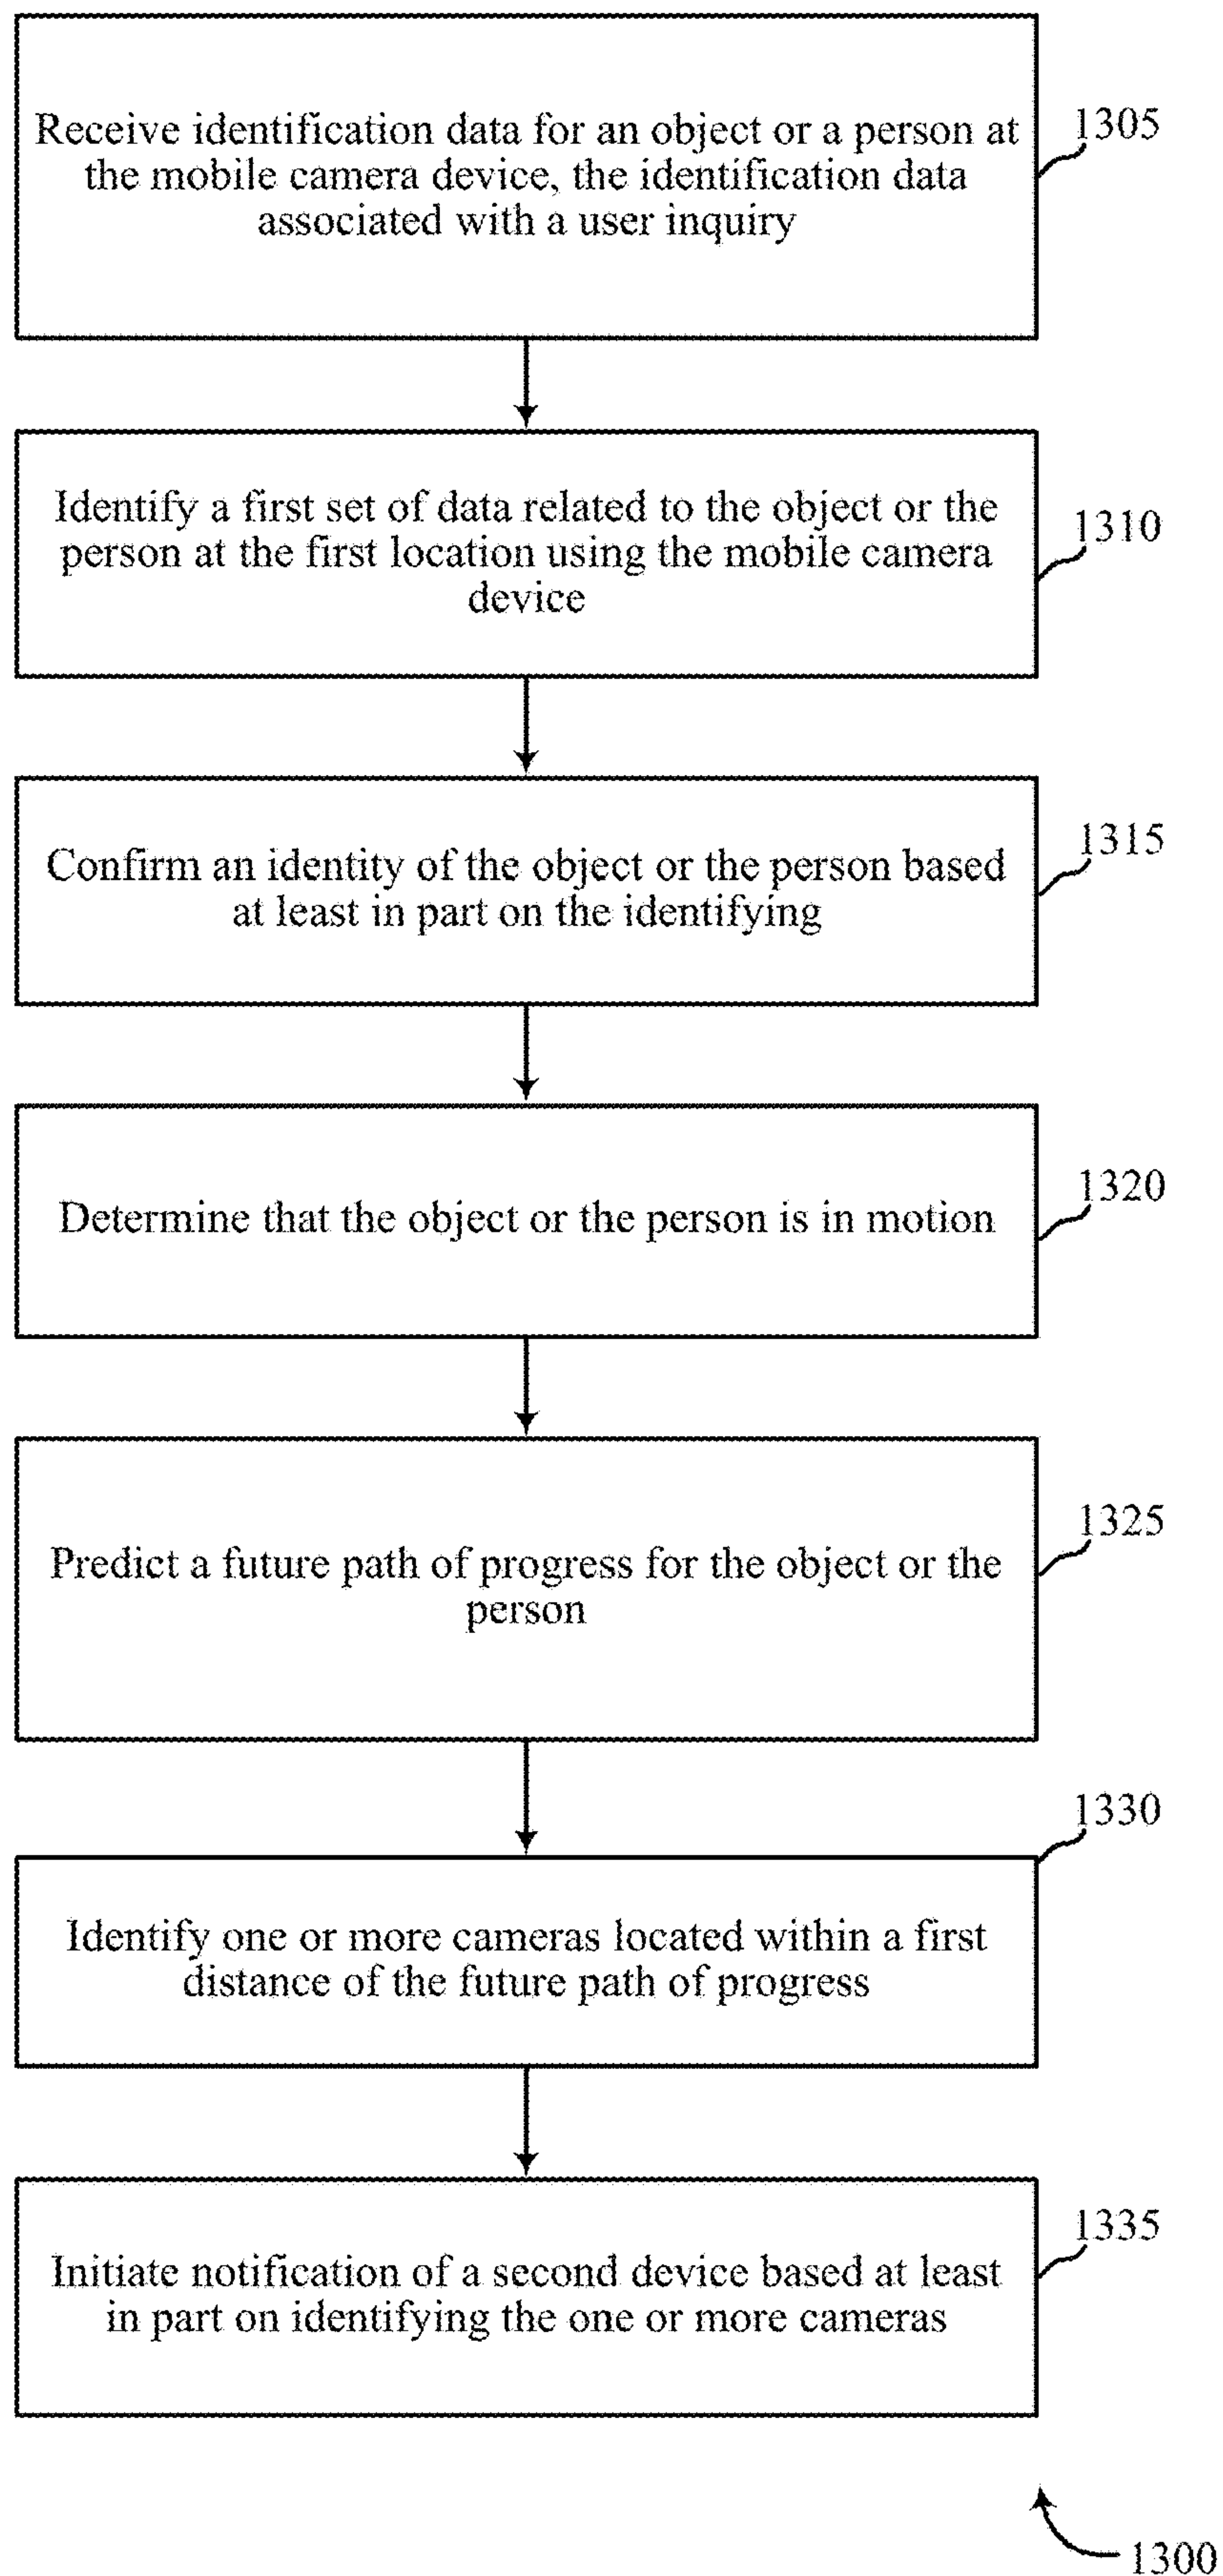 Receive identification data for an object or a person at
the mobile camera device, the identification data
associated with a user inquiry
1305
Identify a first set of data related to the object or the
person at the first location using the mobile camera
device
1310
Confirm an identity of the object or the person based
at least in part on the identifying
1315
Determine that the object or the person is in motion
1320
Predict a future path of progress for the object or the
person
1325
Identify one or more cameras located within a first
distance of the future path of progress
1330
Initiate notification of a second device based at least
in part on identifying the one or more cameras
1335
1300